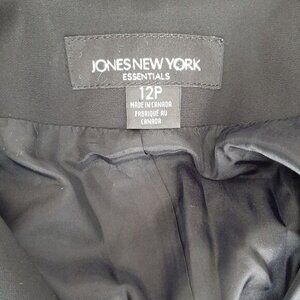 JONES NEW YORK
ESSENTIALS
12P
MADE IN CANADA
FABRIQUÉ AU
CANADA